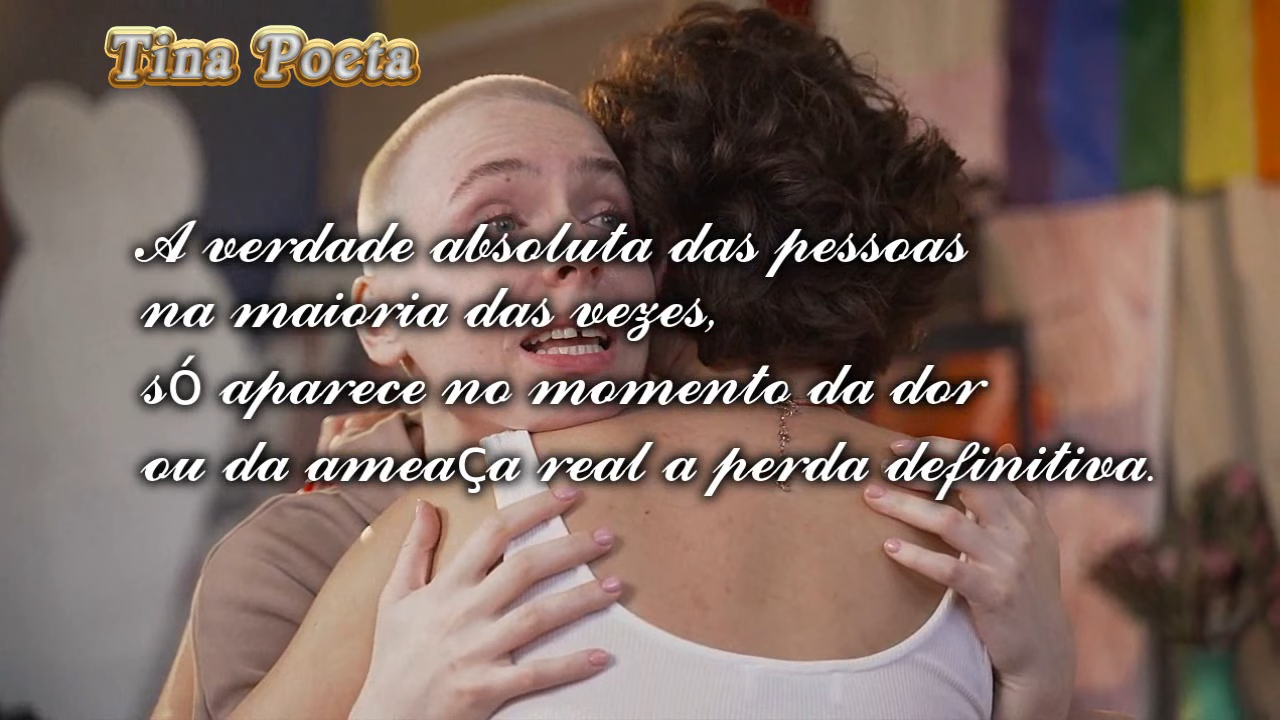 Tina Poeta
A verdade absoluta das pessoas
na maioria das vezes,
só aparece no momento da dor
ou da ameaça real a perda definitiva.